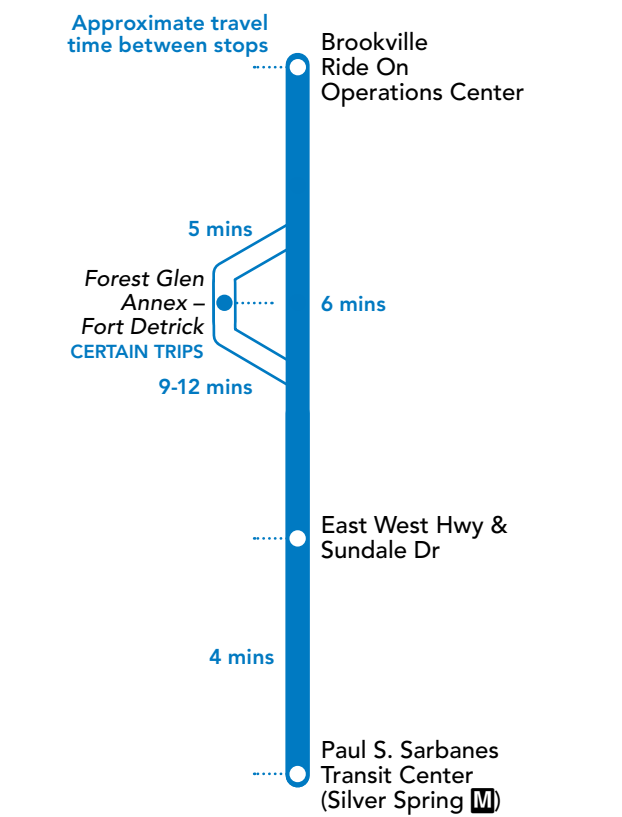 Approximate travel
time between stops
Brookville
Ride On
Operations Center
5 mins
Forest Glen
Annex –
Fort Detrick
CERTAIN TRIPS
6 mins
9-12 mins
East West Hwy &
Sundale Dr
4 mins
Paul S. Sarbanes
Transit Center
(Silver Spring M)